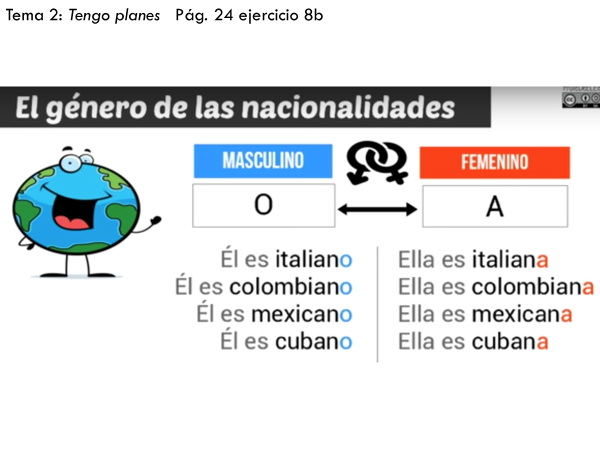 Tema 2: Tengo planes Pág. 24 ejercicio 8b
El género de las nacionalidades
MASCULINO
FEMENINO
O
A
Él es italiano
Ella es italiana
Él es colombiano
Ella es colombiana
Él es mexicano
Ella es mexicana
Él es cubano
Ella es cubana